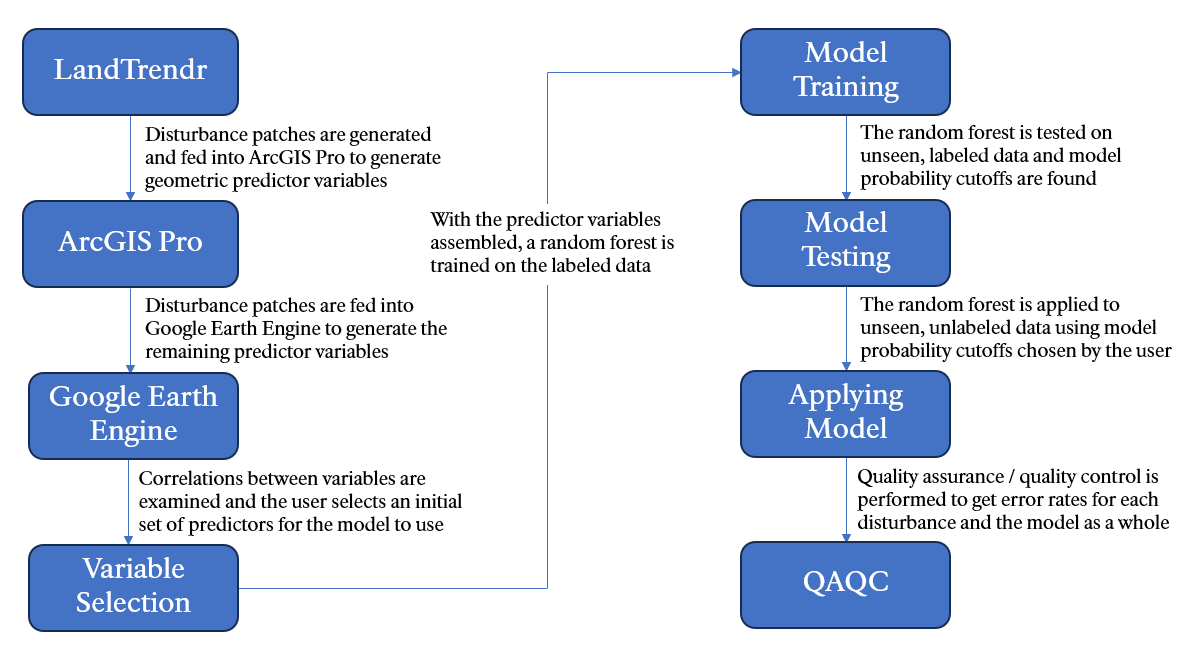 LandTrendr
Disturbance patches are generated
and fed into ArcGIS Pro to generate
geometric predictor variables
ArcGIS Pro
Disturbance patches are fed into
Google Earth Engine to generate the
remaining predictor variables
Google Earth
Engine
Correlations between variables are
examined and the user selects an initial
set of predictors for the model to use
Variable
Selection
With the predictor variables
assembled, a random forest is
trained on the labeled data
Model
Training
The random forest is tested on
unseen, labeled data and model
probability cutoffs are found
Model
Testing
The random forest is applied to
unseen, unlabeled data using model
probability cutoffs chosen by the user
Applying
Model
Quality assurance / quality control is
performed to get error rates for each
disturbance and the model as a whole
QAQC